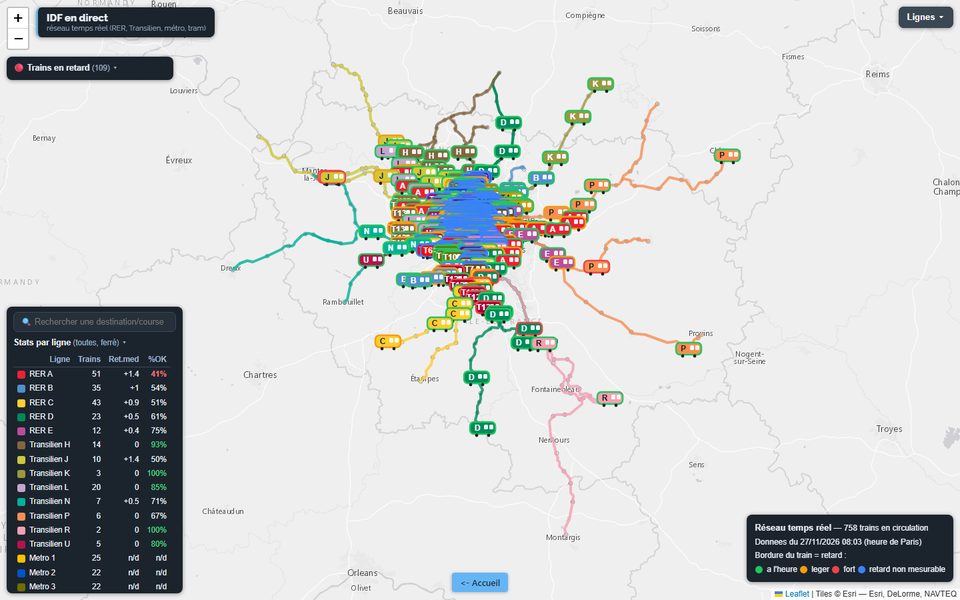 NORMANDY
Rouen
Beauvais
Compiègne
Soissons
+
−
IDF en direct
réseau temps réel (RER, Transilien, métro, tram)
Lignes
Trains en retard (109)
Louviers
Fismes
Reims
Bernay
Évreux
Dreux
Rambouillet
Étampes
Chartres
Châteaudun
Orléans
Olivet
Fontainebleau
Nemours
Montargis
Provins
Nogent-
sur-Seine
Sens
Troyes
K
K
K
D
D
L
H
H
H
J
J
A
A
B
P
P
P
P
A
A
E
E
E
P
P
N
N
N
U
T6
T10
E
B
C
C
C
C
D
D
D
D
R
D
D
R
Rechercher une destination/course
Stats par ligne (toutes, ferré)
Ligne Trains Ret.med %OK
RER A 51 +1.4 41%
RER B 35 +1 54%
RER C 43 +0.9 51%
RER D 23 +0.5 61%
RER E 12 +0.4 75%
Transilien H 14 0 93%
Transilien J 10 +1.4 50%
Transilien K 3 0 100%
Transilien L 20 0 85%
Transilien N 7 +0.5 71%
Transilien P 6 0 67%
Transilien R 2 0 100%
Transilien U 5 0 80%
Metro 1 25 n/d n/d
Metro 2 22 n/d n/d
Metro 3 22 n/d n/d
<- Accueil
Réseau temps réel — 758 trains en circulation
Donnees du 27/11/2026 08:03 (heure de Paris)
Bordure du train = retard :
a l'heure leger fort retard non mesurable
Leaflet | Tiles © Esri — Esri, DeLorme, NAVTEQ